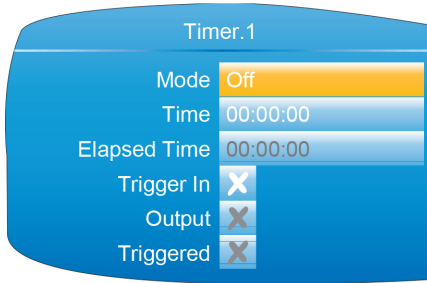 Timer.1
Mode Off
Time 00:00:00
Elapsed Time 00:00:00
Trigger In
Output
Triggered